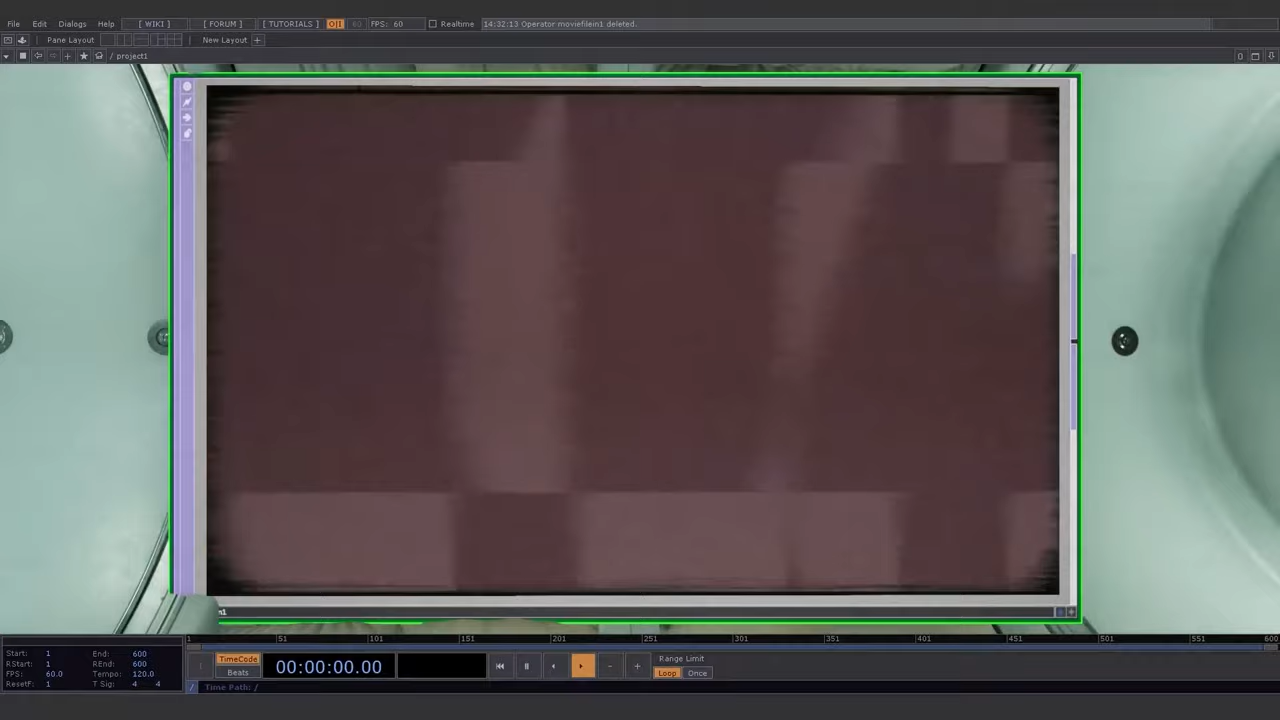 File Edit Dialogs Help [ WIKI ] [ FORUM ] [ TUTORIALS ] O|I 60 FPS: 60 Realtime 14:32:13 Operator moviefilein1 deleted.
Pane Layout New Layout +
/ project1
1 51 101 151 201 251 301 351 401 451 501 551 600
Start: 1 End: 600
RStart: 1 REnd: 600
FPS: 60.0 Tempo: 120.0
ResetF: 1 T Sig: 4 4
TimeCode
Beats
00:00:00.00
Range Limit
Loop Once
/ Time Path: /